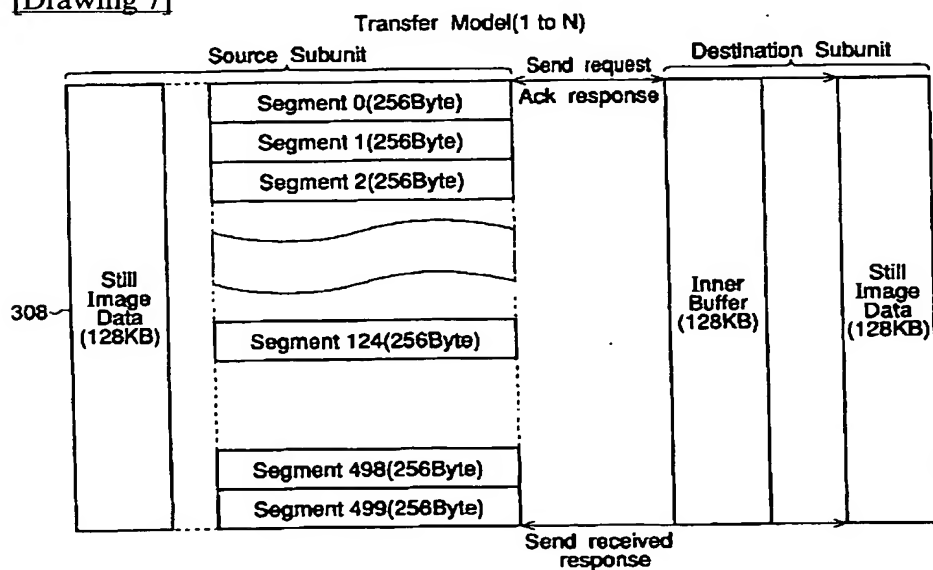 [Drawing 7]
Transfer Model(1 to N)
Source Subunit
Destination Subunit
Send request
Ack response
Segment 0(256Byte)
Segment 1(256Byte)
Segment 2(256Byte)
308
Still
Image
Data
(128KB)
Segment 124(256Byte)
Inner
Buffer
(128KB)
Still
Image
Data
(128KB)
Segment 498(256Byte)
Segment 499(256Byte)
Send received
response